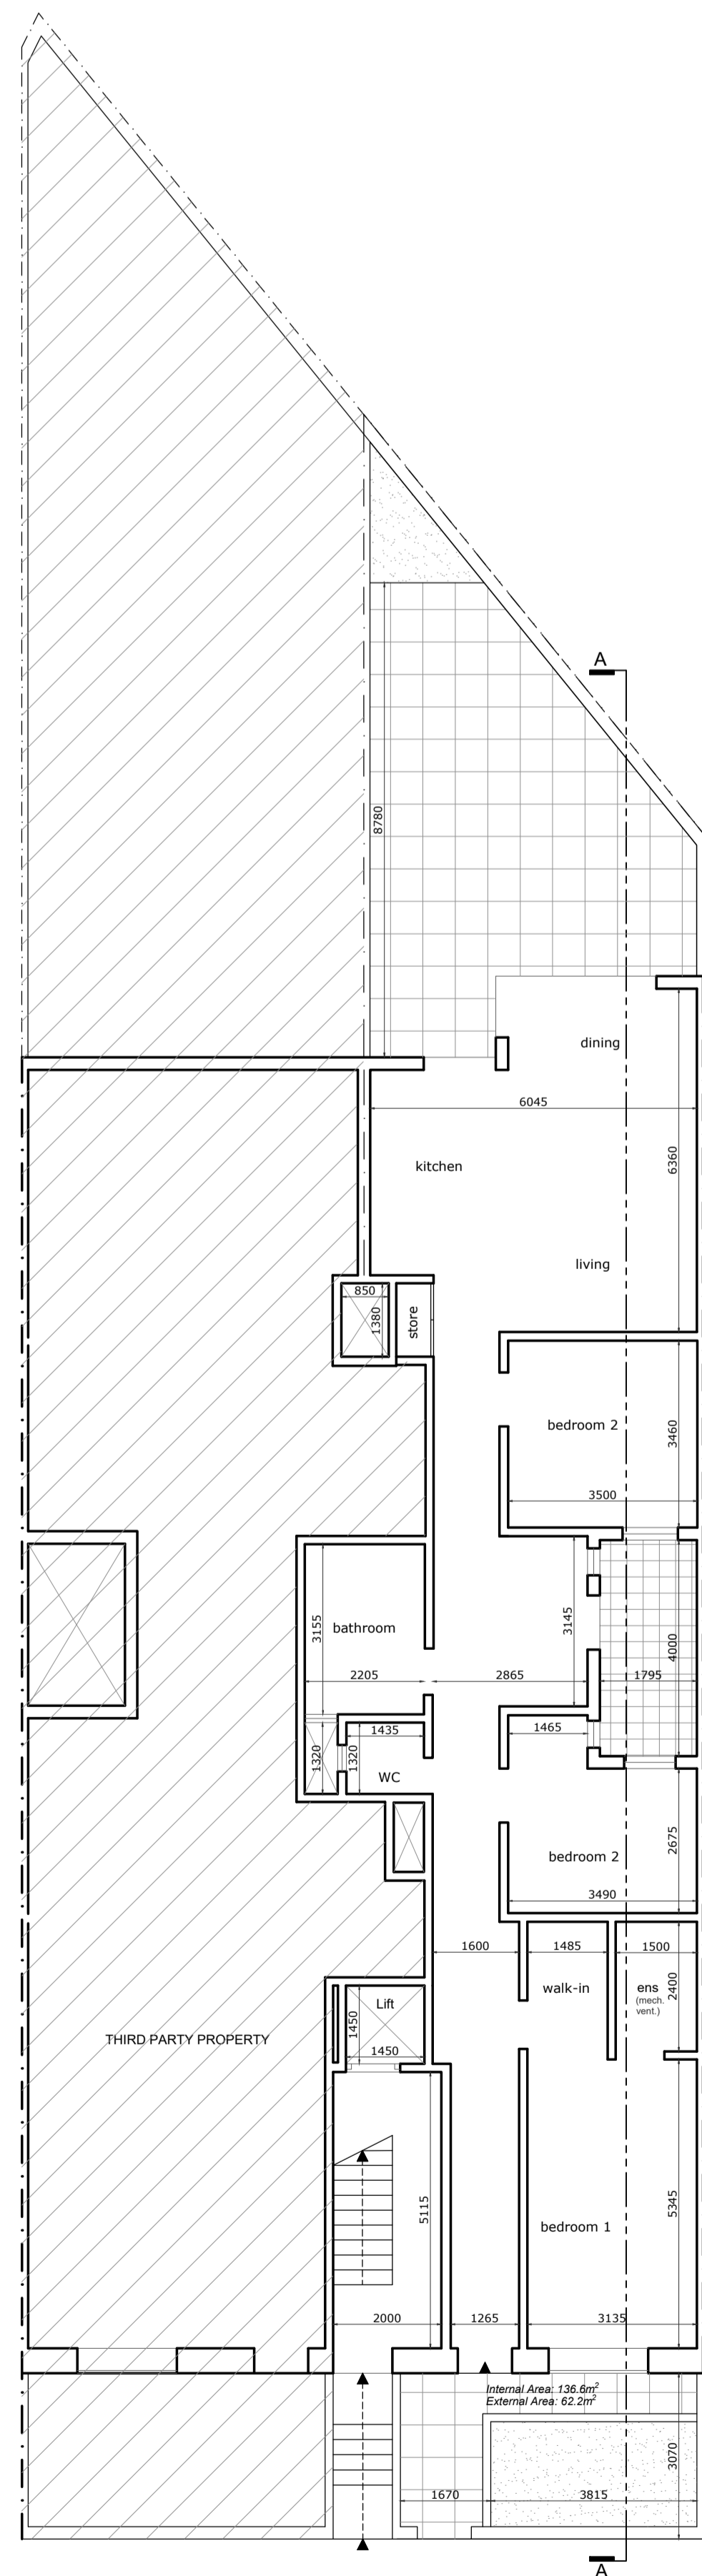 A
8780
dining
6045
kitchen
6360
living
850
1380
store
bedroom 2
3460
3500
3155
bathroom
3145
4000
2205
2865
1795
1435
1465
1320
1320
WC
bedroom 2
2675
3490
1600
1485
1500
walk-in
ens
(mech.
vent.)
2400
Lift
1450
1450
THIRD PARTY PROPERTY
5115
5345
bedroom 1
2000
1265
3135
Internal Area: 136.6m²
External Area: 62.2m²
3070
1670
3815
A